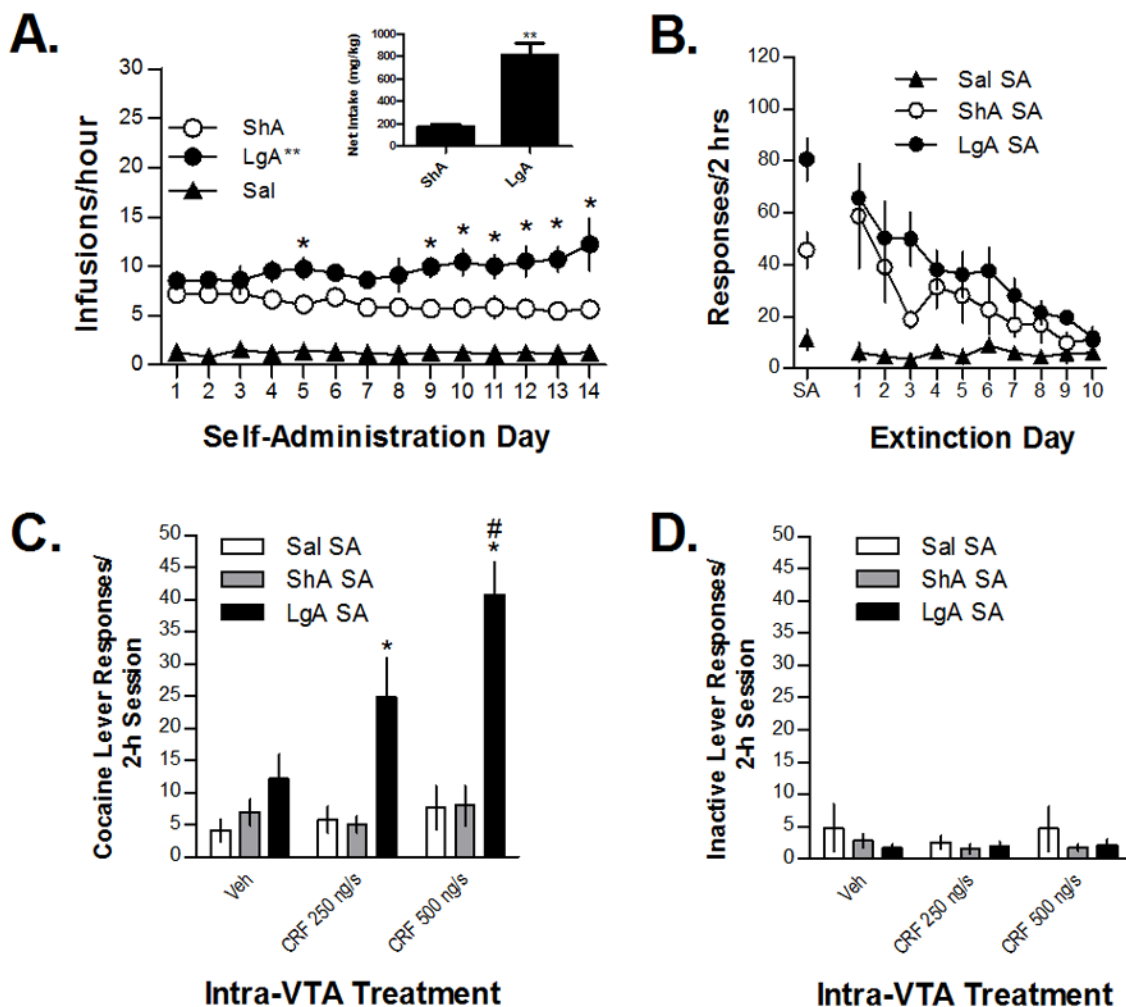 A.
Infusions/hour
30
25
20
15
10
5
0
ShA
LgA**
Sal
Net Intake (mg/kg)
1000
800
600
400
200
0
**
ShA
LgA
* * * * * * *
1 2 3 4 5 6 7 8 9 10 11 12 13 14
Self-Administration Day
B.
Responses/2 hrs
120
100
80
60
40
20
0
Sal SA
ShA SA
LgA SA
SA 1 2 3 4 5 6 7 8 9 10
Extinction Day
C.
Cocaine Lever Responses/
2-h Session
50
45
40
35
30
25
20
15
10
5
0
Sal SA
ShA SA
LgA SA
*
#
*
Veh
CRF 250 ng/s
CRF 500 ng/s
Intra-VTA Treatment
D.
Inactive Lever Responses/
2-h Session
50
45
40
35
30
25
20
15
10
5
0
Sal SA
ShA SA
LgA SA
Veh
CRF 250 ng/s
CRF 500 ng/s
Intra-VTA Treatment